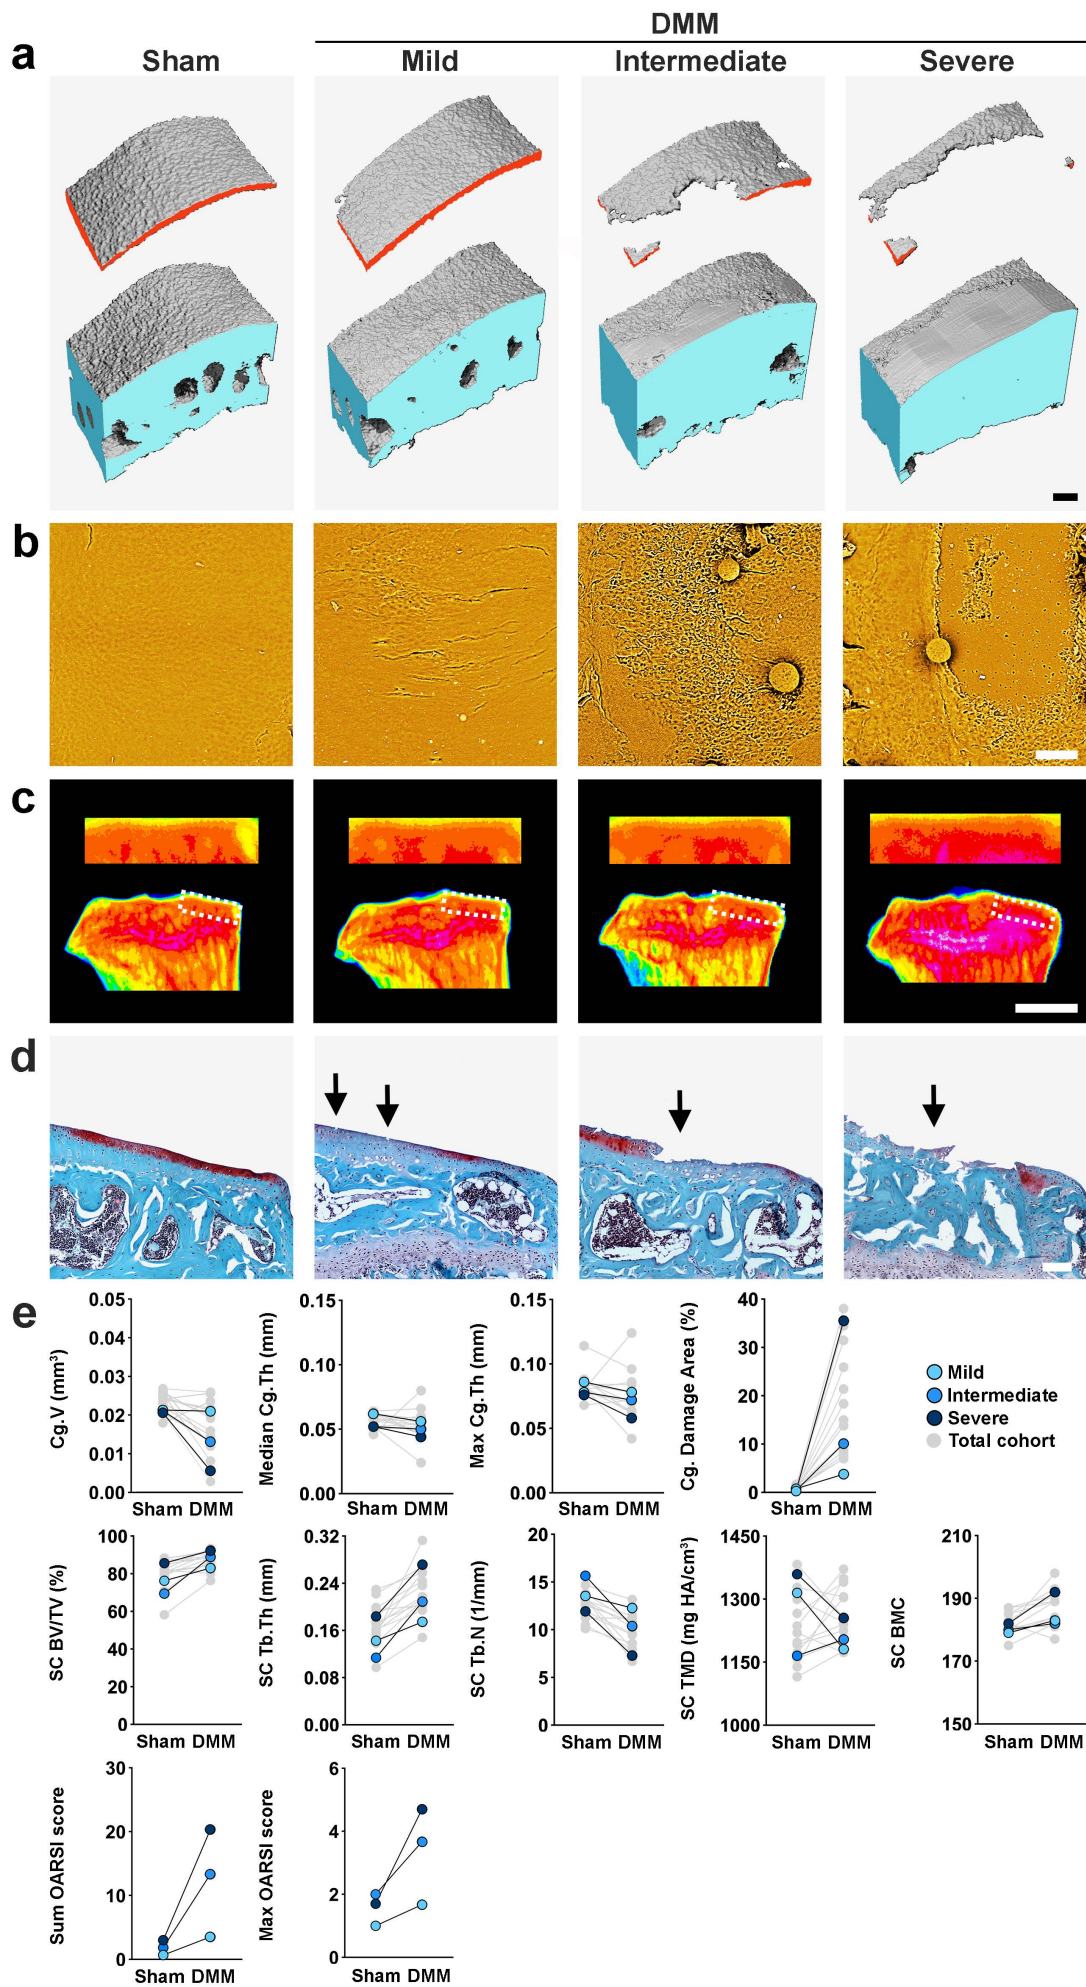 DMM
a
Sham
Mild
Intermediate
Severe
b
c
d
e
Cg.V (mm³)
0.05
0.04
0.03
0.02
0.01
0.00
Sham DMM
Median Cg.Th (mm)
0.15
0.10
0.05
0.00
Sham DMM
Max Cg.Th (mm)
0.15
0.10
0.05
0.00
Sham DMM
Cg. Damage Area (%)
40
30
20
10
0
Sham DMM
Mild
Intermediate
Severe
Total cohort
SC BV/TV (%)
100
80
60
40
20
0
Sham DMM
SC Tb.Th (mm)
0.32
0.24
0.16
0.08
0.00
Sham DMM
SC Tb.N (1/mm)
20
15
10
5
0
Sham DMM
SC TMD (mg HA/cm³)
1450
1300
1150
1000
Sham DMM
SC BMC
210
190
170
150
Sham DMM
Sum OARSI score
30
20
10
0
Sham DMM
Max OARSI score
6
4
2
0
Sham DMM